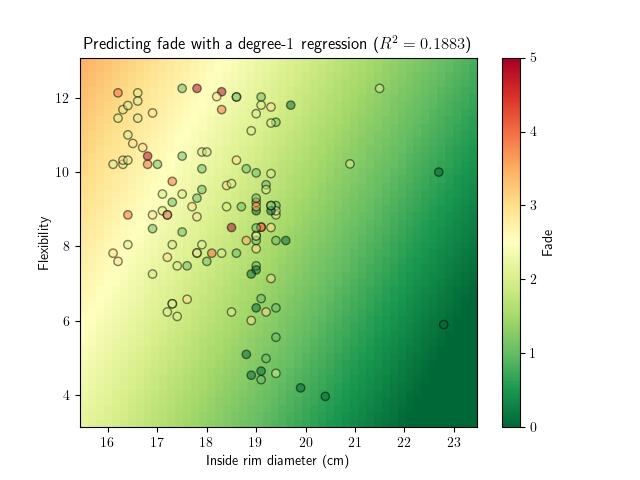 Predicting fade with a degree-1 regression ($R^2 = 0.1883$)
12
10
8
6
4
Flexibility
16 17 18 19 20 21 22 23
Inside rim diameter (cm)
5
4
3
2
1
0
Fade